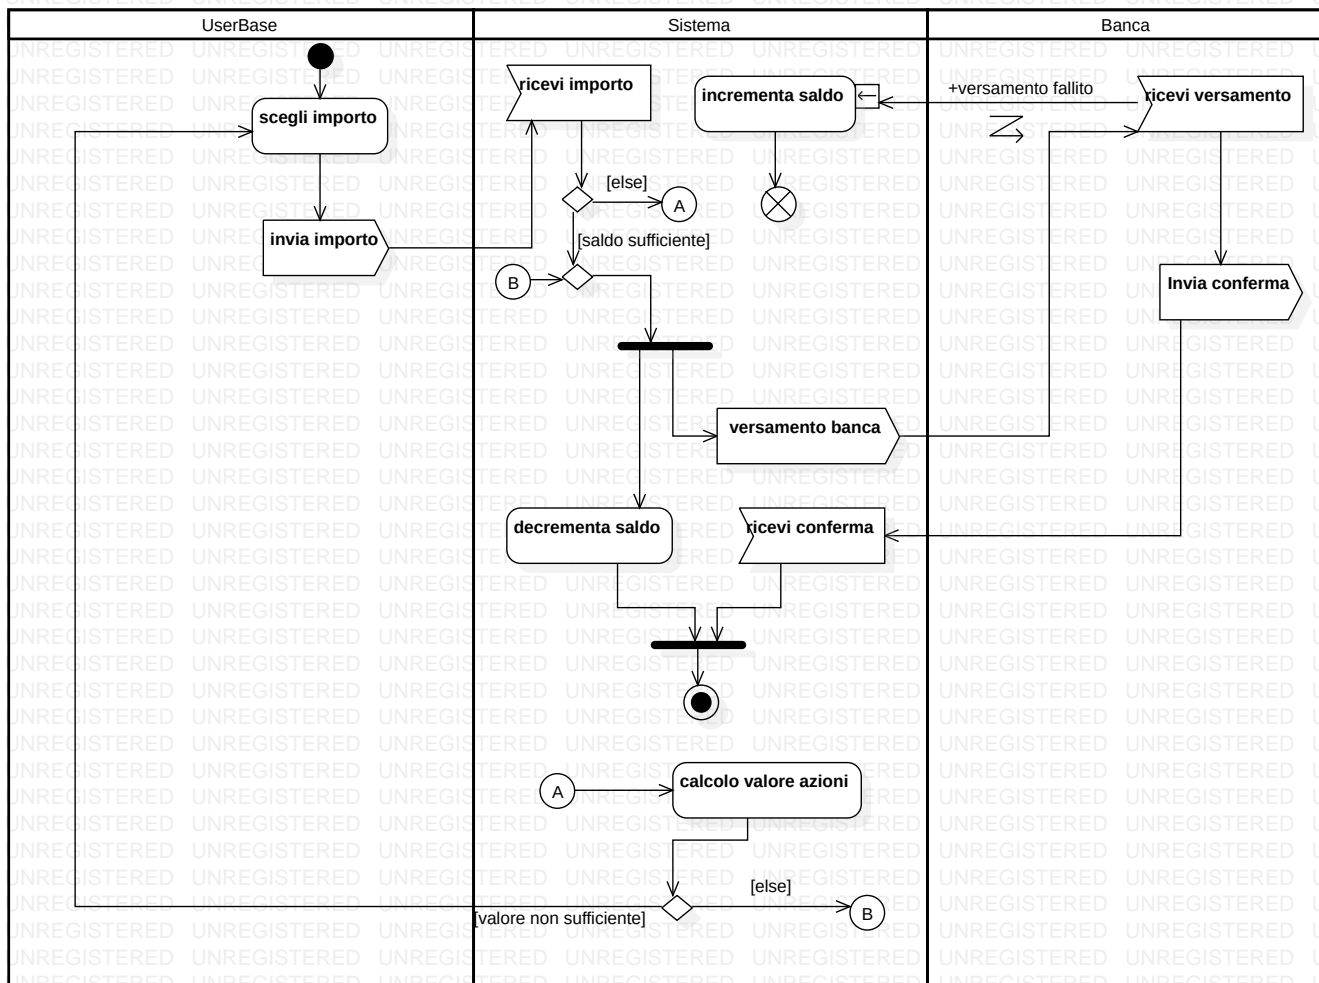 UserBase
Sistema
Banca
scegli importo
invia importo
ricevi importo
[else]
A
[saldo sufficiente]
B
incrementa saldo
+versamento fallito
ricevi versamento
Invia conferma
versamento banca
decrementa saldo
ricevi conferma
A
calcolo valore azioni
[else]
[valore non sufficiente]
B
UNREGISTERED